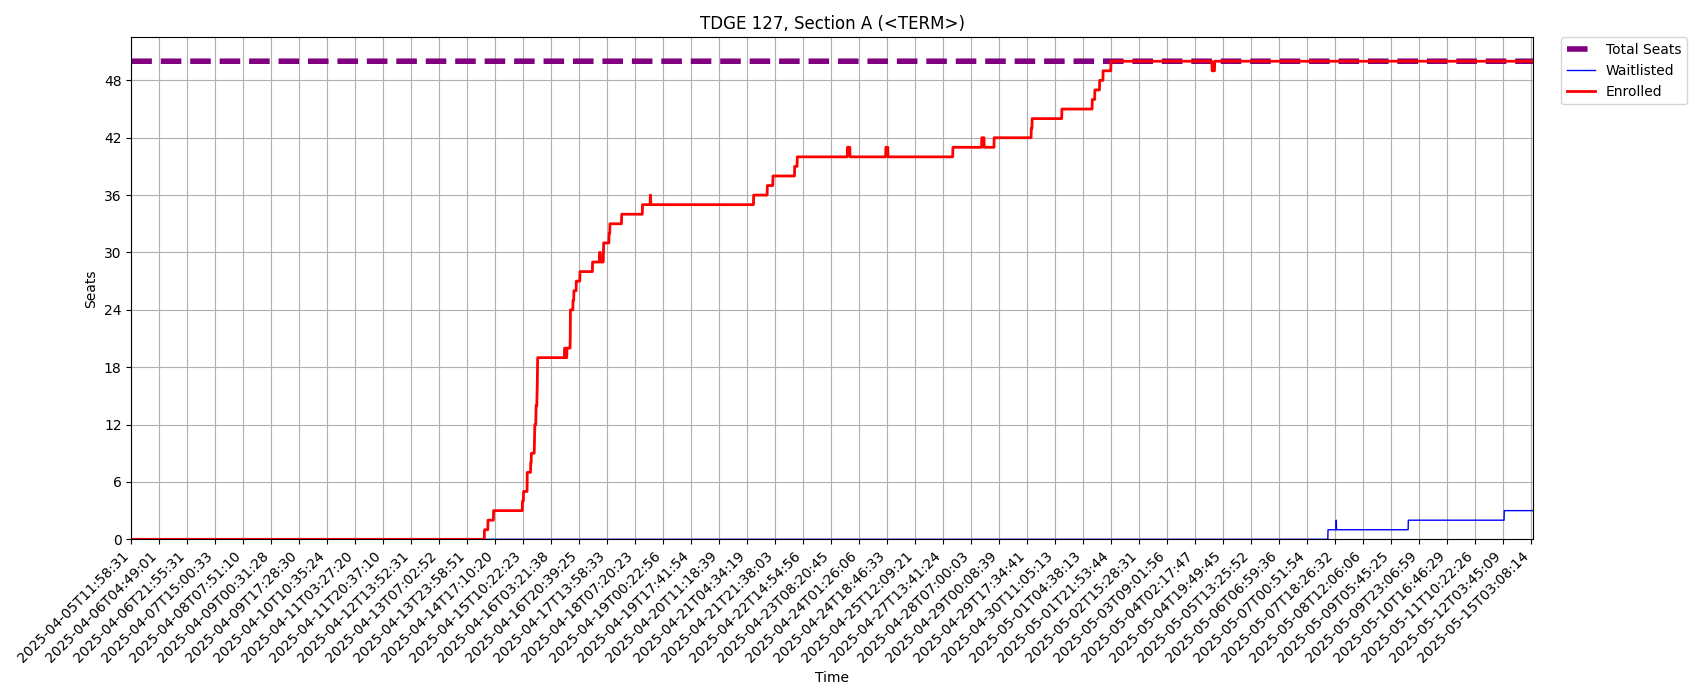 TDGE 127, Section A (<TERM>)
Total Seats
Waitlisted
Enrolled
48
42
36
30
24
18
12
6
0
Seats
2025-04-05T11:58:31
2025-04-06T04:49:01
2025-04-06T21:55:31
2025-04-07T15:00:33
2025-04-08T07:51:10
2025-04-09T00:31:28
2025-04-09T17:28:30
2025-04-10T10:35:24
2025-04-11T03:27:20
2025-04-11T20:37:10
2025-04-12T13:52:31
2025-04-13T07:02:52
2025-04-13T23:58:51
2025-04-14T17:10:20
2025-04-15T10:22:23
2025-04-16T03:21:38
2025-04-16T20:39:25
2025-04-17T13:58:33
2025-04-18T07:20:23
2025-04-19T00:22:56
2025-04-19T17:41:54
2025-04-20T11:18:39
2025-04-21T04:34:19
2025-04-21T21:38:03
2025-04-22T14:54:56
2025-04-23T08:20:45
2025-04-24T01:26:06
2025-04-24T18:46:33
2025-04-25T12:09:21
2025-04-27T13:41:24
2025-04-28T07:00:03
2025-04-29T00:08:39
2025-04-29T17:34:41
2025-04-30T11:05:13
2025-05-01T04:38:13
2025-05-01T21:53:44
2025-05-02T15:28:31
2025-05-03T09:01:56
2025-05-04T02:17:47
2025-05-04T19:49:45
2025-05-05T13:25:52
2025-05-06T06:59:36
2025-05-07T00:51:54
2025-05-07T18:26:32
2025-05-08T12:06:06
2025-05-09T05:45:25
2025-05-09T23:06:59
2025-05-10T16:46:29
2025-05-11T10:22:26
2025-05-12T03:45:09
2025-05-15T03:08:14
Time